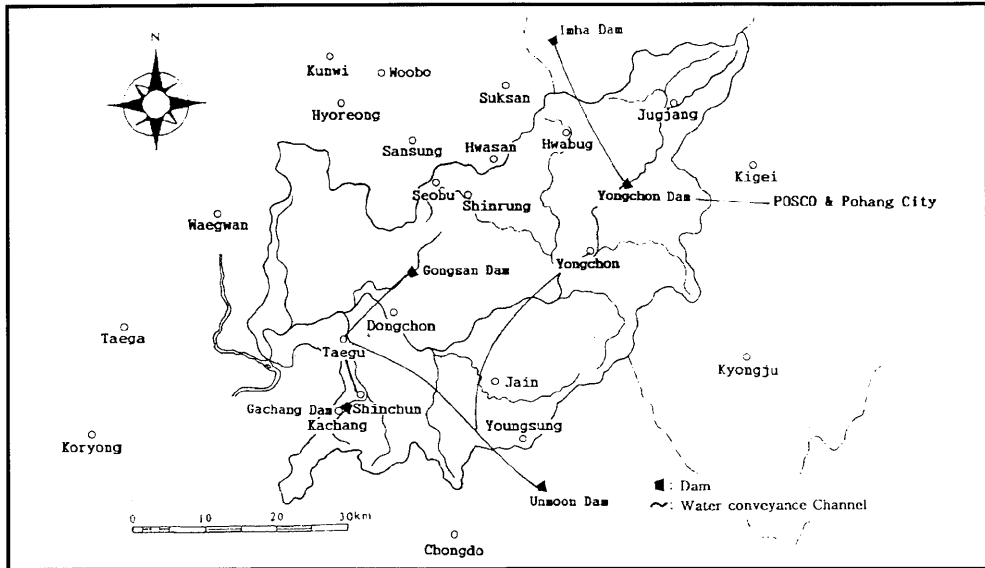 N
Imha Dam
Kunwi
Woobo
Suksan
Hyoreong
Jugjang
Sansung
Hwasan
Hwabug
Kigei
Seobu
Shinrung
Yongchon Dam
POSCO & Pohang City
Waegwan
Yongchon
Gongsan Dam
Dongchon
Taega
Taegu
Kyongju
Jain
Gachang Dam
Shinchun
Kachang
Youngsung
Koryong
Unmoon Dam
: Dam
: Water conveyance Channel
0 10 20 30km
Chongdo